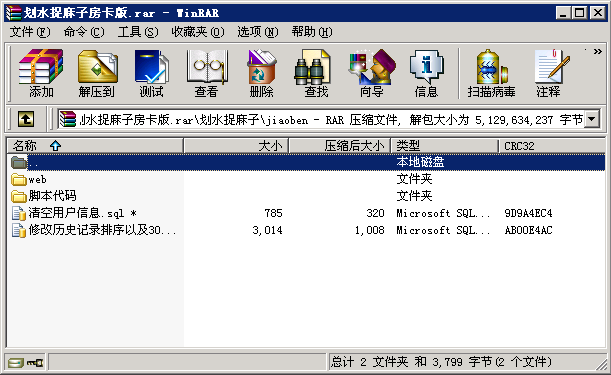 划水捉麻子房卡版.rar - WinRAR
文件(F) 命令(C) 工具(S) 收藏夹(O) 选项(N) 帮助(H)
添加 解压到 测试 查看 删除 查找 向导 信息 扫描病毒 注释
划水捉麻子房卡版.rar\划水捉麻子\jiaoben - RAR 压缩文件, 解包大小为 5,129,634,237 字节
名称 大小 压缩后大小 类型 CRC32
.. 本地磁盘
web 文件夹
脚本代码 文件夹
清空用户信息.sql * 785 320 Microsoft SQL... 9D9A4EC4
修改历史记录排序以及30... 3,014 1,008 Microsoft SQL... AB00E4AC
总计 2 文件夹 和 3,799 字节(2 个文件)